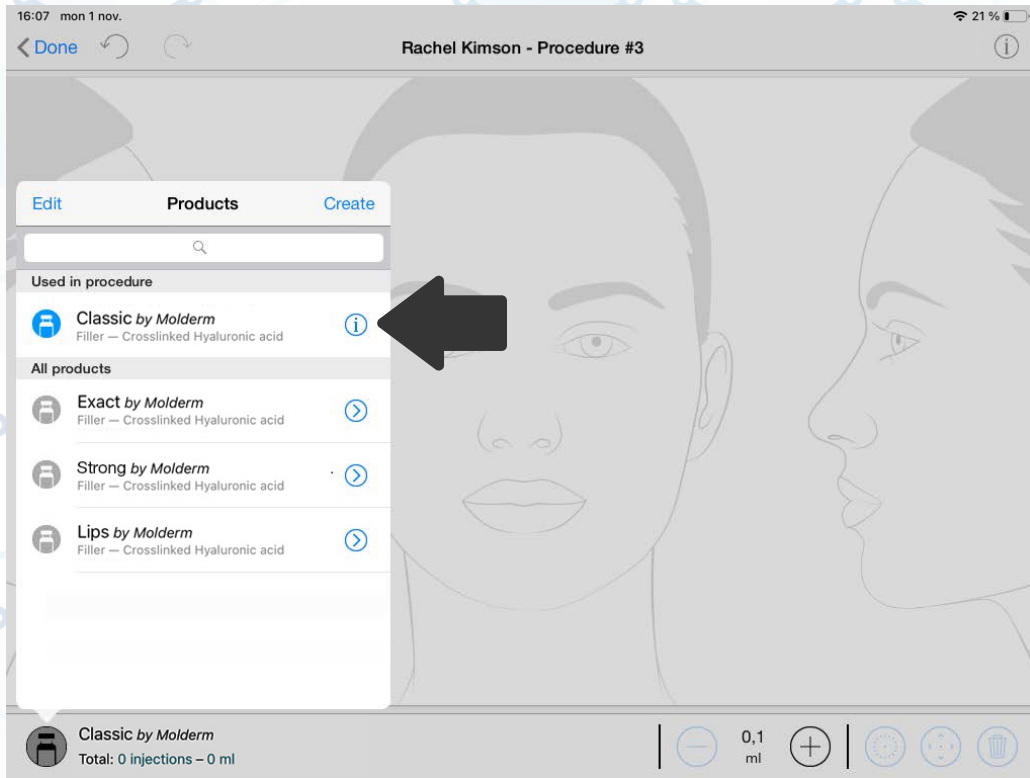 16:07 mon 1 nov.
21 %
Done
Rachel Kimson - Procedure #3
Edit Products Create
Used in procedure
Classic by Molderm
Filler — Crosslinked Hyaluronic acid
All products
Exact by Molderm
Filler — Crosslinked Hyaluronic acid
Strong by Molderm
Filler — Crosslinked Hyaluronic acid
Lips by Molderm
Filler — Crosslinked Hyaluronic acid
Classic by Molderm
Total: 0 injections – 0 ml
0,1
ml